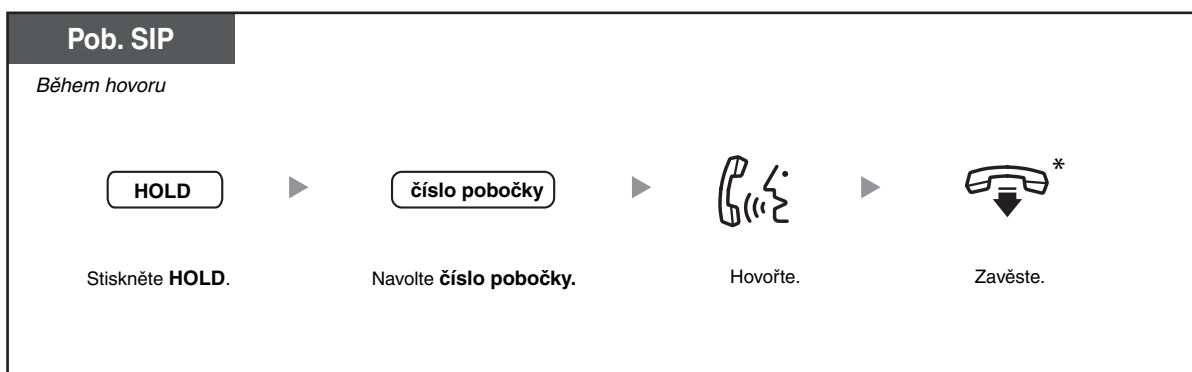 Pob. SIP
Během hovoru
HOLD
číslo pobočky
*
Stiskněte HOLD.
Navolte číslo pobočky.
Hovořte.
Zavěste.